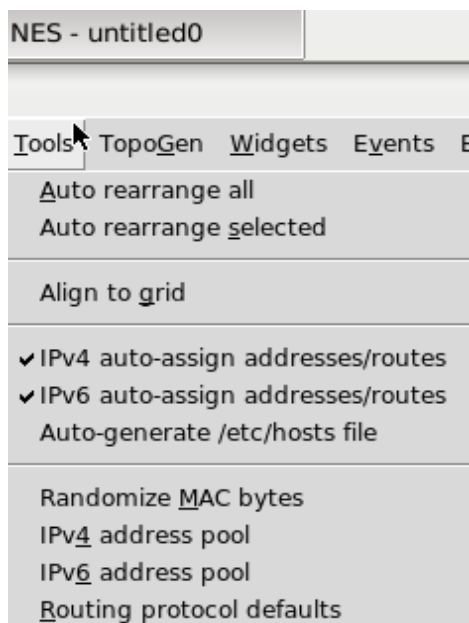 NES - untitled0
Tools TopoGen Widgets Events
Auto rearrange all
Auto rearrange selected
Align to grid
✓IPv4 auto-assign addresses/routes
✓IPv6 auto-assign addresses/routes
Auto-generate /etc/hosts file
Randomize MAC bytes
IPv4 address pool
IPv6 address pool
Routing protocol defaults